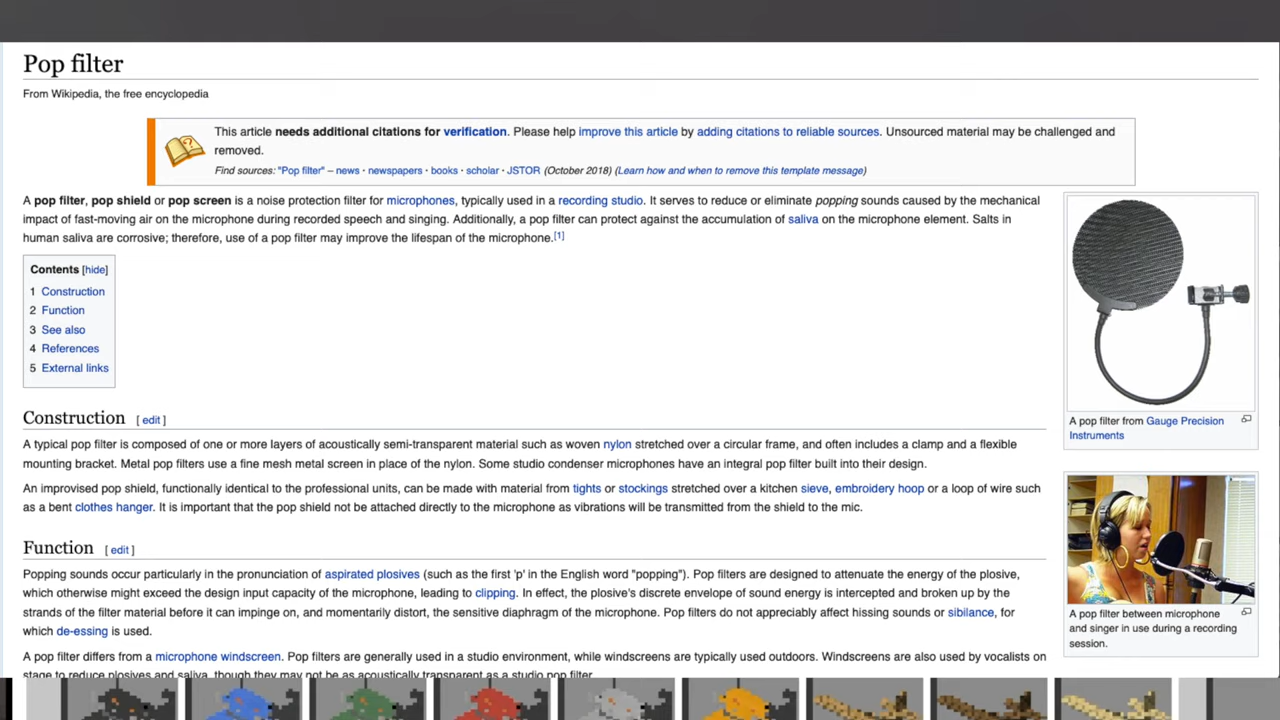 Pop filter
From Wikipedia, the free encyclopedia
This article needs additional citations for verification. Please help improve this article by adding citations to reliable sources. Unsourced material may be challenged and
removed.
Find sources: "Pop filter" – news · newspapers · books · scholar · JSTOR (October 2018) (Learn how and when to remove this template message)
A pop filter, pop shield or pop screen is a noise protection filter for microphones, typically used in a recording studio. It serves to reduce or eliminate popping sounds caused by the mechanical
impact of fast-moving air on the microphone during recorded speech and singing. Additionally, a pop filter can protect against the accumulation of saliva on the microphone element. Salts in
human saliva are corrosive; therefore, use of a pop filter may improve the lifespan of the microphone.[1]
Contents [hide]
1 Construction
2 Function
3 See also
4 References
5 External links
A pop filter from Gauge Precision
Instruments
Construction [ edit ]
A typical pop filter is composed of one or more layers of acoustically semi-transparent material such as woven nylon stretched over a circular frame, and often includes a clamp and a flexible
mounting bracket. Metal pop filters use a fine mesh metal screen in place of the nylon. Some studio condenser microphones have an integral pop filter built into their design.
An improvised pop shield, functionally identical to the professional units, can be made with material from tights or stockings stretched over a kitchen sieve, embroidery hoop or a loop of wire such
as a bent clothes hanger. It is important that the pop shield not be attached directly to the microphone as vibrations will be transmitted from the shield to the mic.
Function [ edit ]
Popping sounds occur particularly in the pronunciation of aspirated plosives (such as the first 'p' in the English word "popping"). Pop filters are designed to attenuate the energy of the plosive,
which otherwise might exceed the design input capacity of the microphone, leading to clipping. In effect, the plosive's discrete envelope of sound energy is intercepted and broken up by the
strands of the filter material before it can impinge on, and momentarily distort, the sensitive diaphragm of the microphone. Pop filters do not appreciably affect hissing sounds or sibilance, for
which de-essing is used.
A pop filter between microphone
and singer in use during a recording
session.
A pop filter differs from a microphone windscreen. Pop filters are generally used in a studio environment, while windscreens are typically used outdoors. Windscreens are also used by vocalists on
stage to reduce plosives and saliva, though they may not be as acoustically transparent as a studio pop filter.